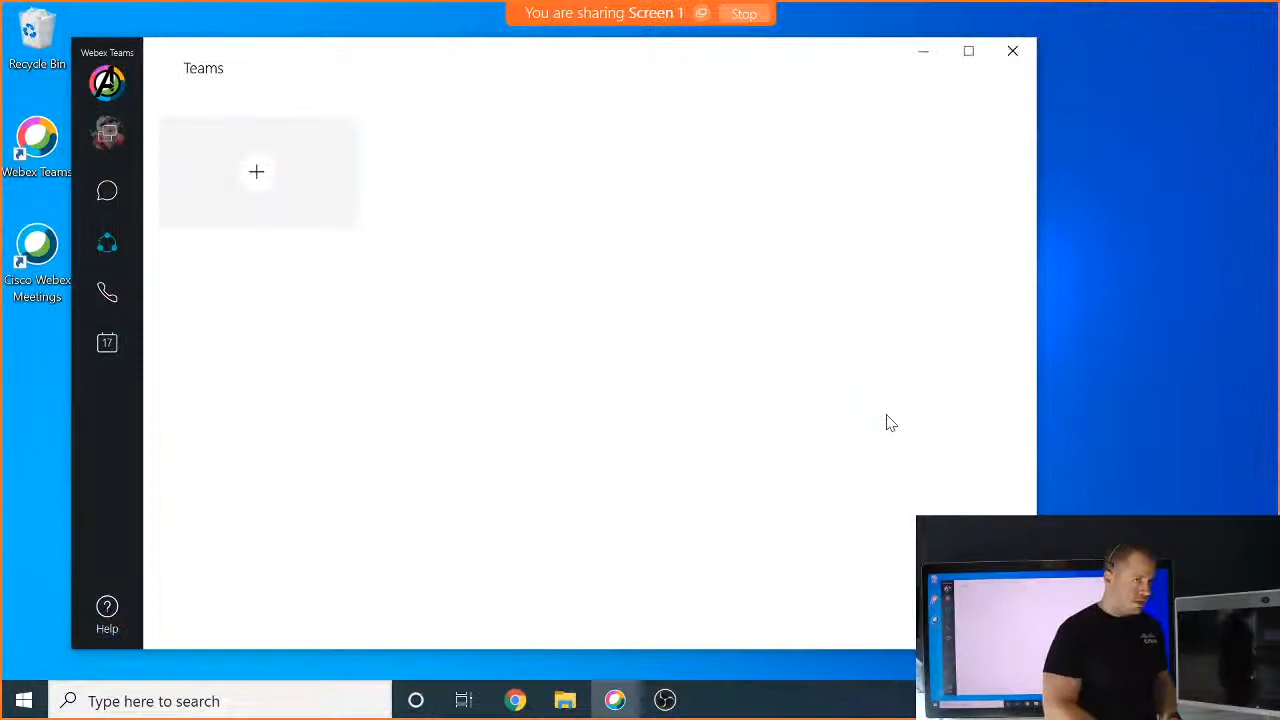 You are sharing Screen 1
Stop
Recycle Bin
Webex Teams
Cisco Webex
Meetings
Webex Teams
Teams
17
Help
Type here to search